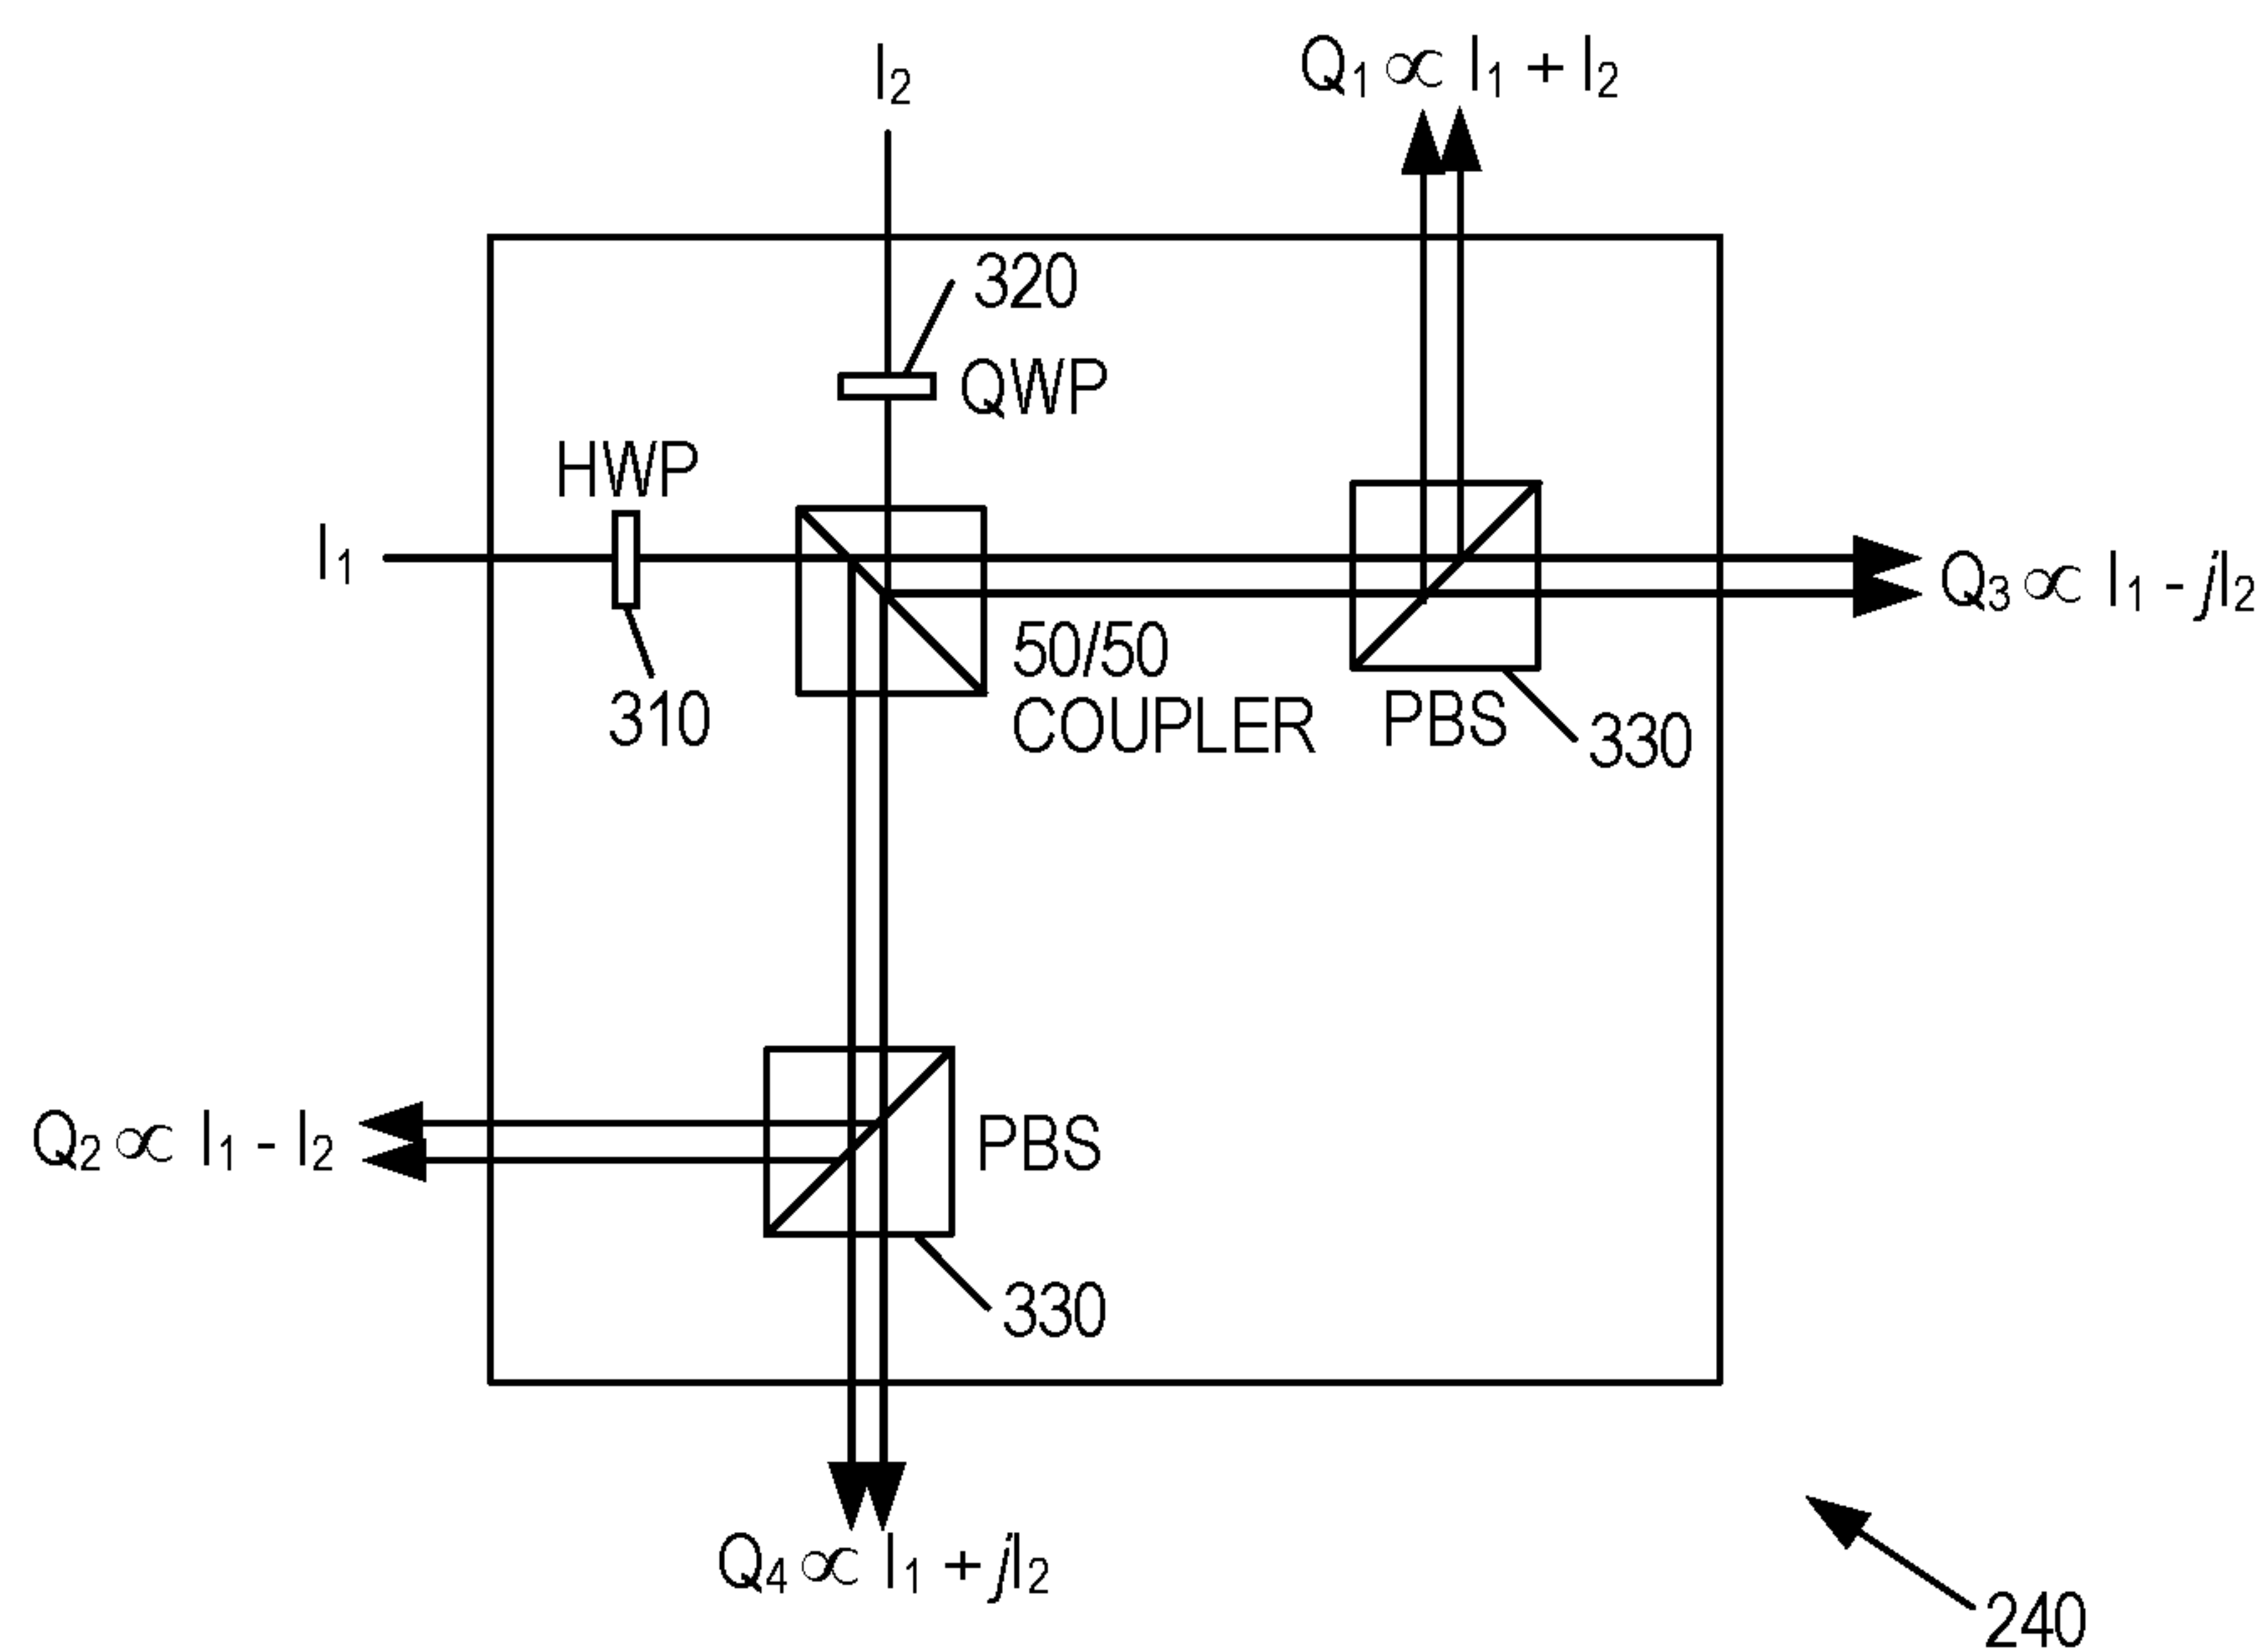 I2
Q1 ∝ I1 + I2
320
QWP
HWP
I1
Q3 ∝ I1 - jI2
50/50
COUPLER
310
PBS
330
Q2 ∝ I1 - I2
PBS
330
Q4 ∝ I1 + jI2
240